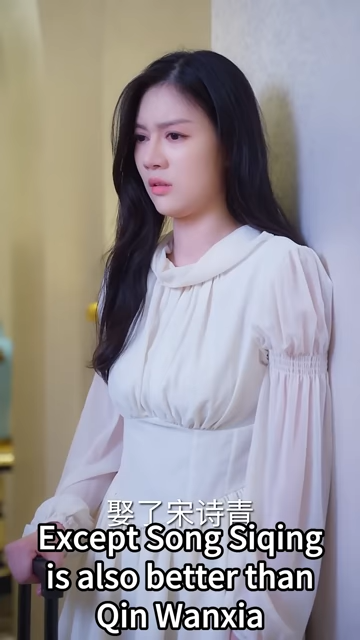 娶了宋诗青
Except Song Siqing
is also better than
Qin Wanxia